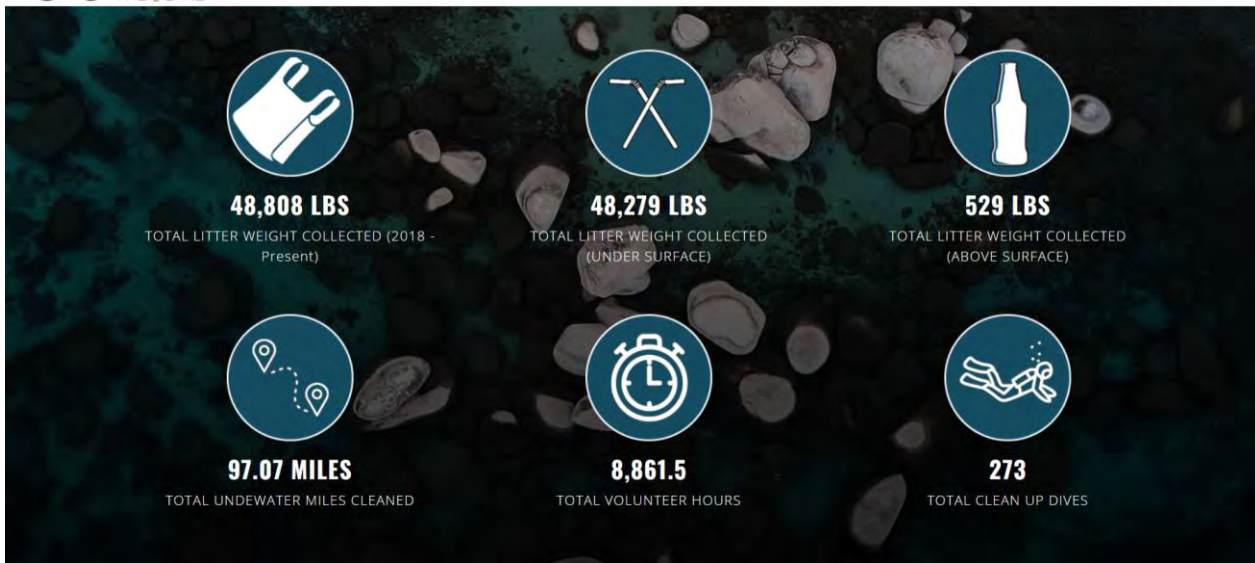 48,808 LBS
TOTAL LITTER WEIGHT COLLECTED (2018 -
Present)
48,279 LBS
TOTAL LITTER WEIGHT COLLECTED
(UNDER SURFACE)
529 LBS
TOTAL LITTER WEIGHT COLLECTED
(ABOVE SURFACE)
97.07 MILES
TOTAL UNDEWATER MILES CLEANED
8,861.5
TOTAL VOLUNTEER HOURS
273
TOTAL CLEAN UP DIVES